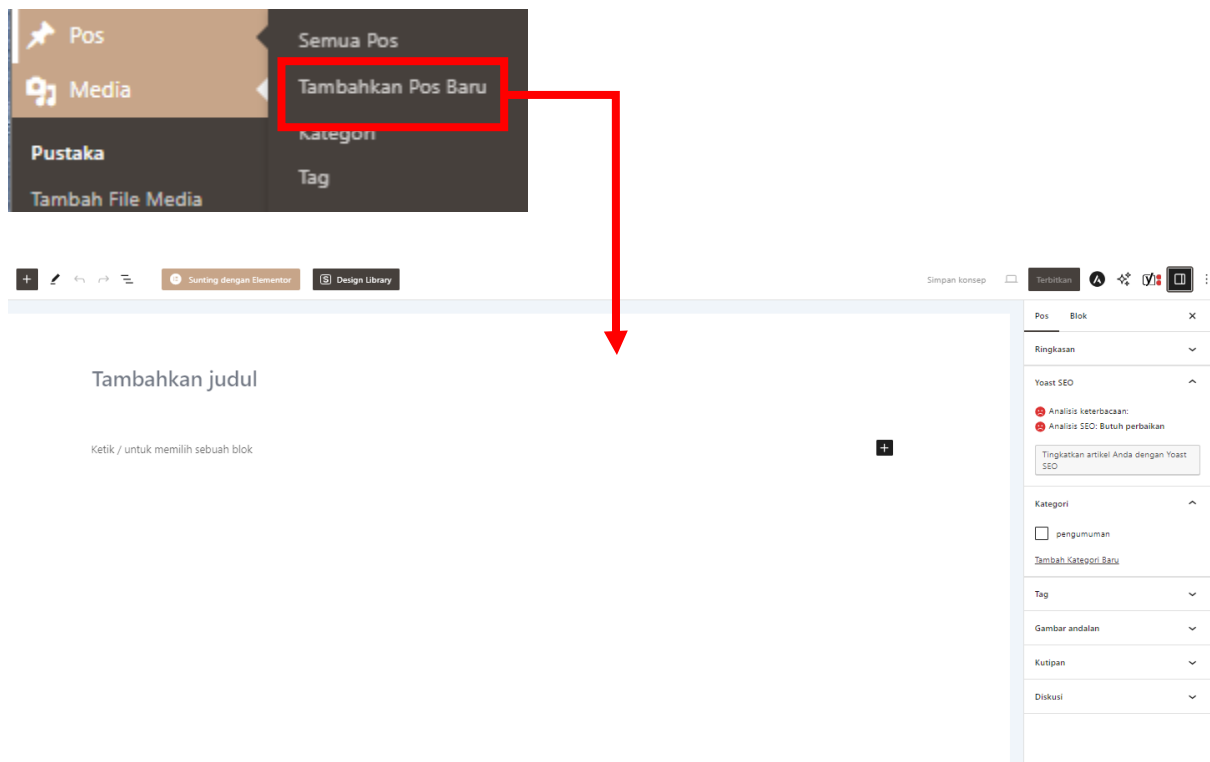 Pos
Media
Pustaka
Tambah File Media
Semua Pos
Tambahkan Pos Baru
Kategori
Tag
Sunting dengan Elementor
S Design Library
Simpan konsep
Terbitkan
Tambahkan judul
Ketik / untuk memilih sebuah blok
Pos Blok
Ringkasan
Yoast SEO
Analisis keterbacaan:
Analisis SEO: Butuh perbaikan
Tingkatkan artikel Anda dengan Yoast
SEO
Kategori
pengumuman
Tambah Kategori Baru
Tag
Gambar andalan
Kutipan
Diskusi